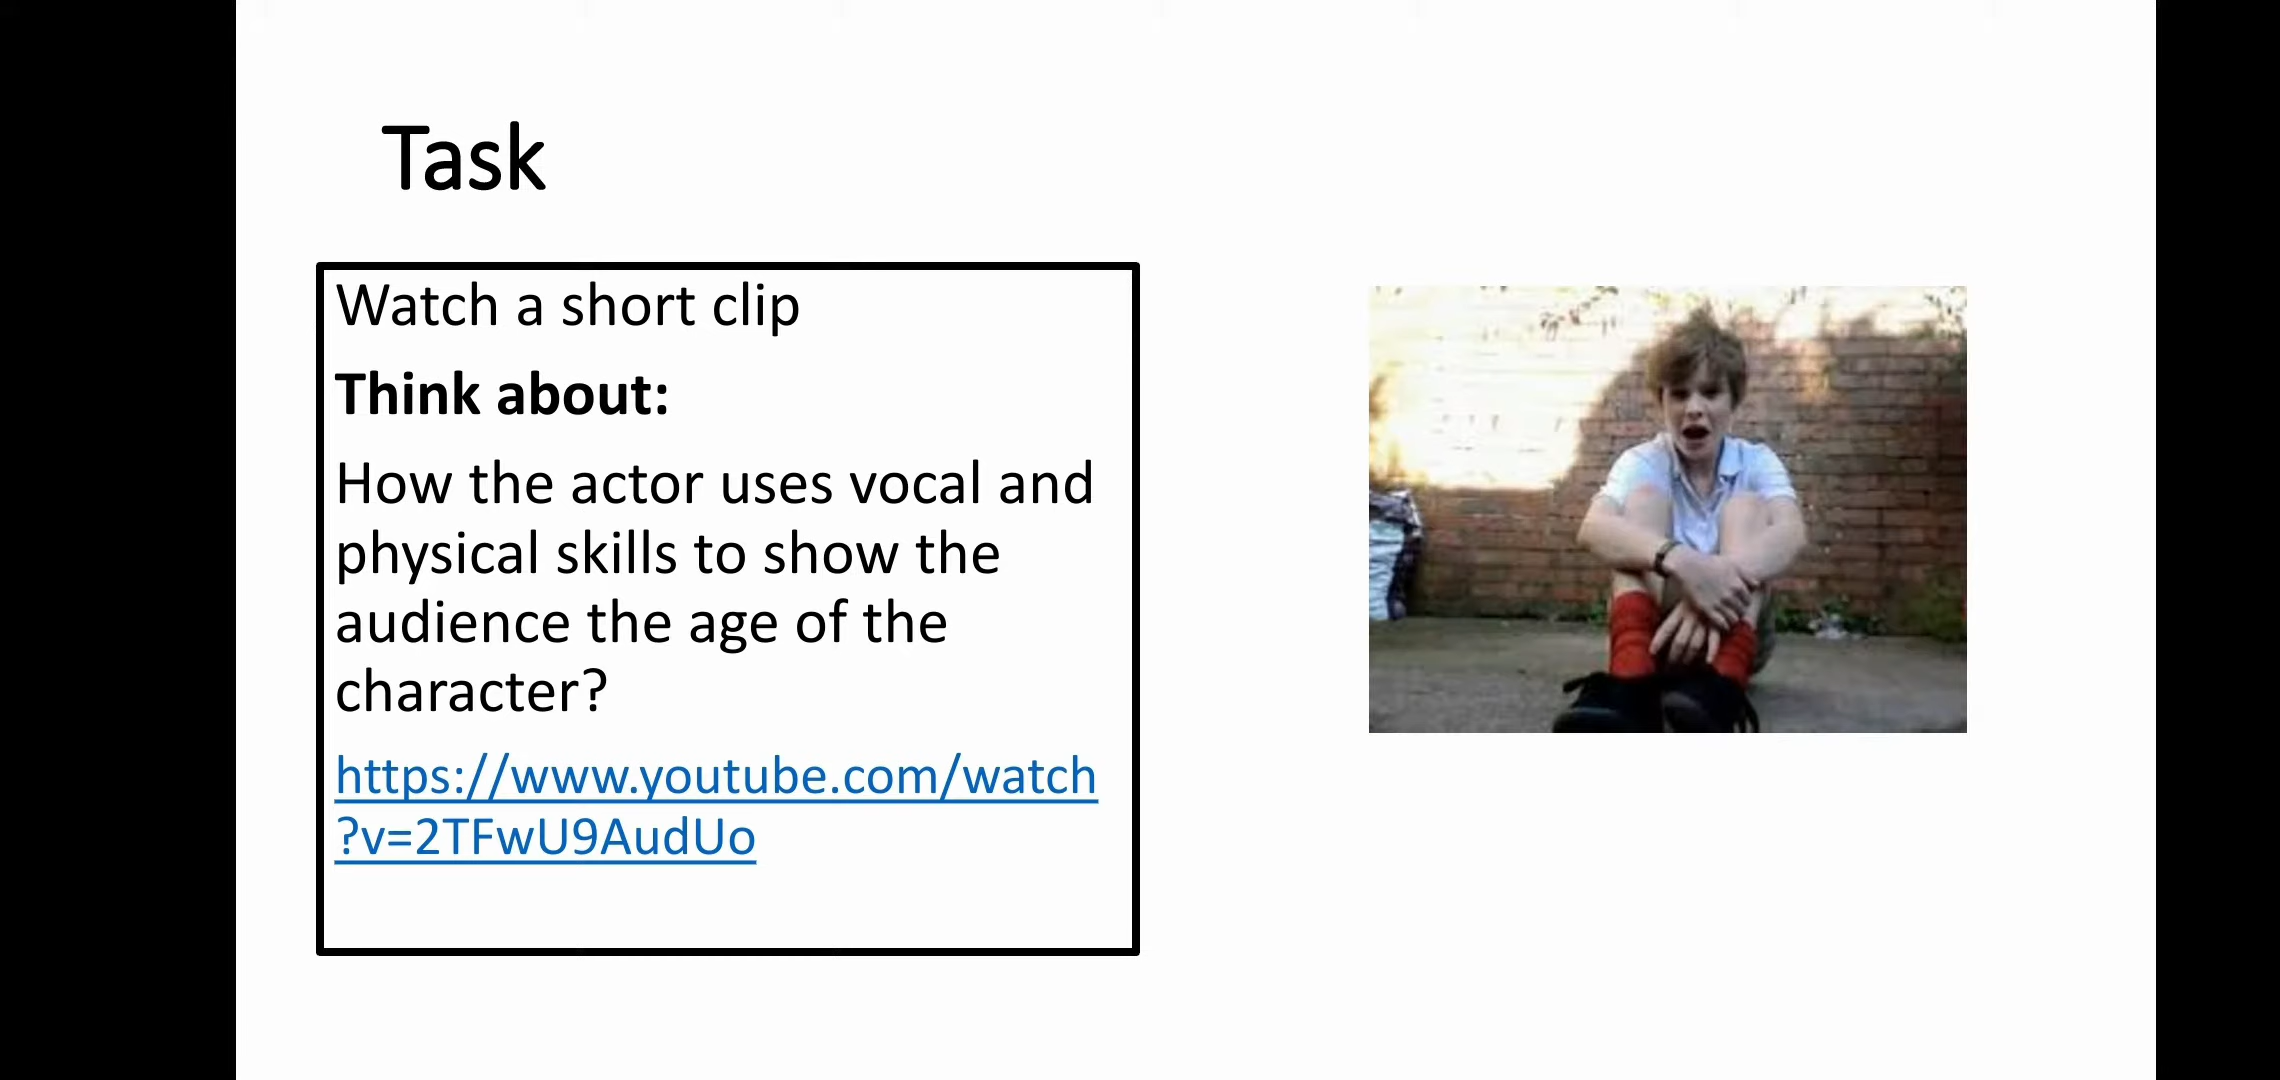 Task
Watch a short clip
Think about:
How the actor uses vocal and
physical skills to show the
audience the age of the
character?
https://www.youtube.com/watch
?v=2TFwU9AudUo